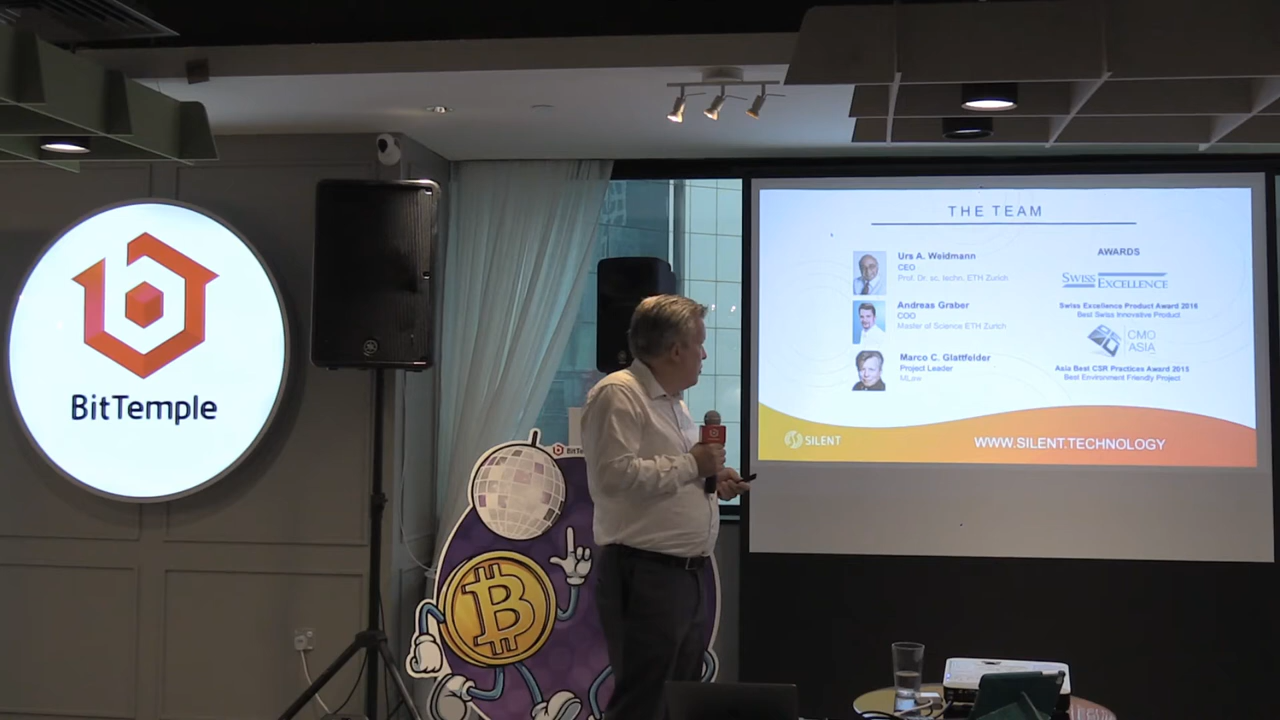 BitTemple
BitTe
B
THE TEAM
Urs A. Weidmann
CEO
Prof. Dr. sc. techn. ETH Zurich
Andreas Graber
COO
Master of Science ETH Zurich
Marco C. Glattfelder
Project Leader
MLaw
AWARDS
SWISS EXCELLENCE
Swiss Excellence Product Award 2016
Best Swiss Innovative Product
CMO
ASIA
Asia Best CSR Practices Award 2015
Best Environment Friendly Project
SILENT
WWW.SILENT.TECHNOLOGY